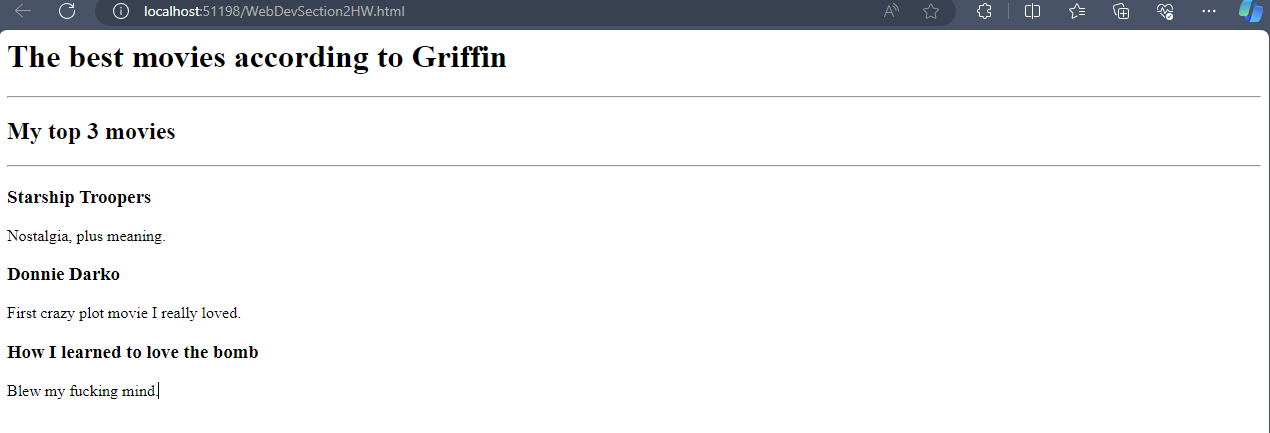 localhost:51198/WebDevSection2HW.html
The best movies according to Griffin
My top 3 movies
Starship Troopers
Nostalgia, plus meaning.
Donnie Darko
First crazy plot movie I really loved.
How I learned to love the bomb
Blew my fucking mind.